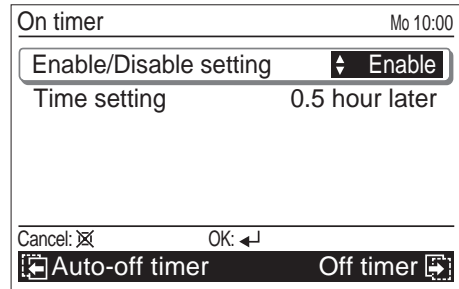 On timer Mo 10:00
Enable/Disable setting Enable
Time setting 0.5 hour later
Cancel: OK:
Auto-off timer Off timer